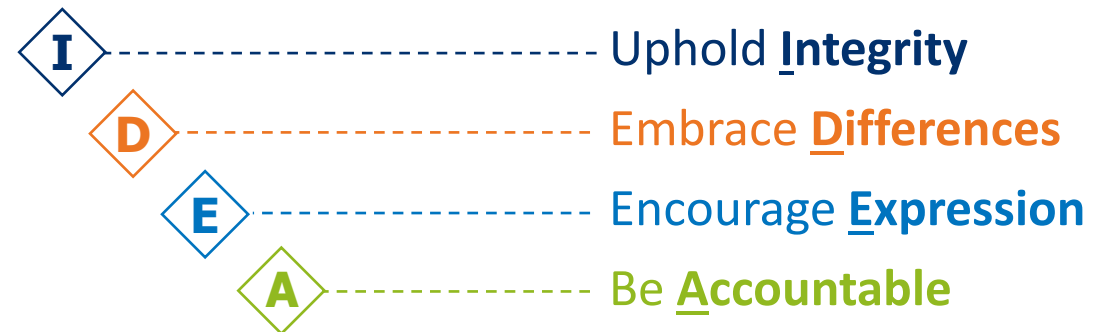 I Uphold Integrity
D Embrace Differences
E Encourage Expression
A Be Accountable